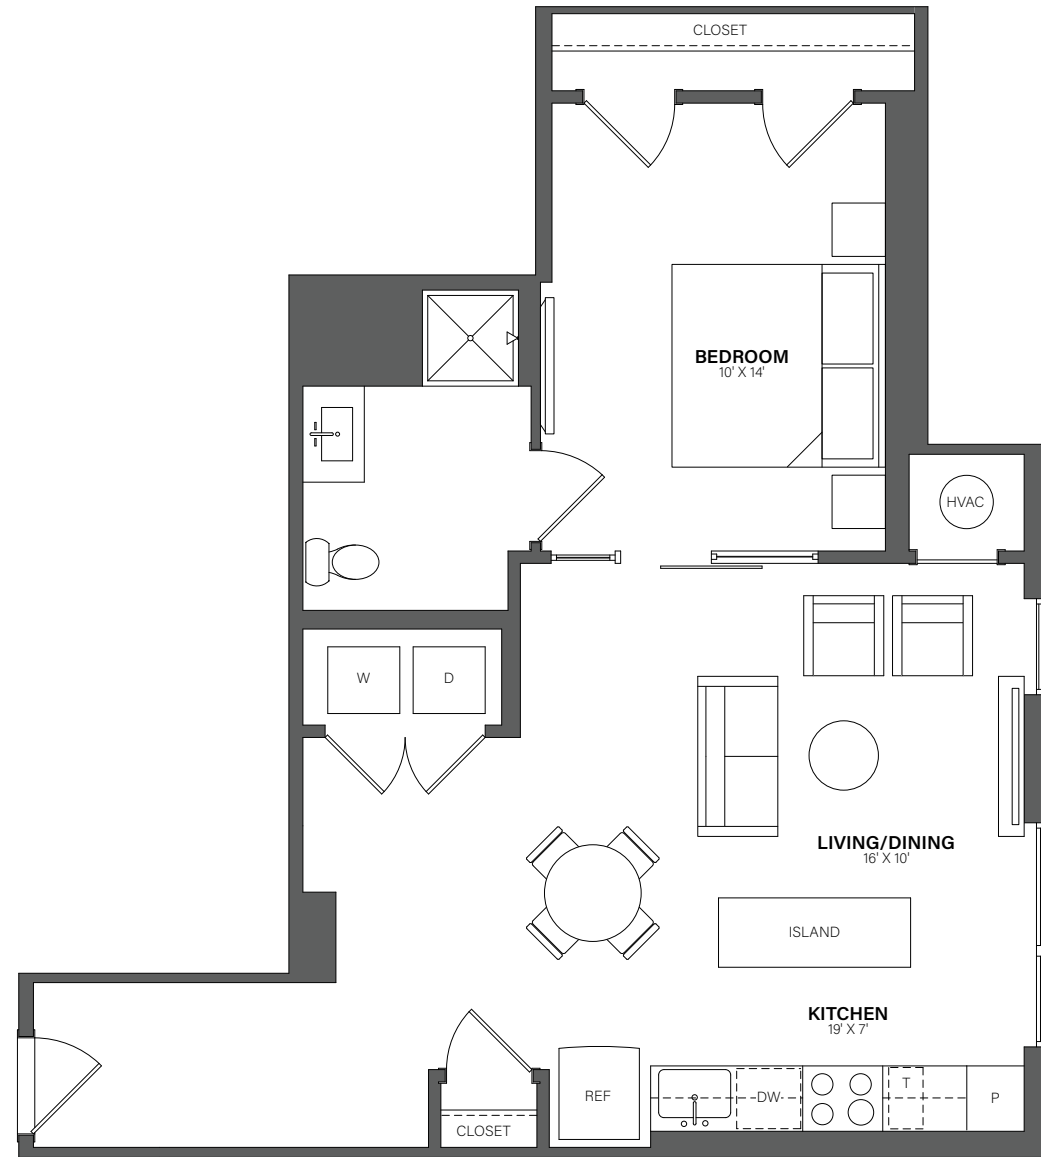 CLOSET
BEDROOM
10' X 14'
HVAC
W
D
LIVING/DINING
16' X 10'
ISLAND
KITCHEN
19' X 7'
REF
DW
T
P
CLOSET